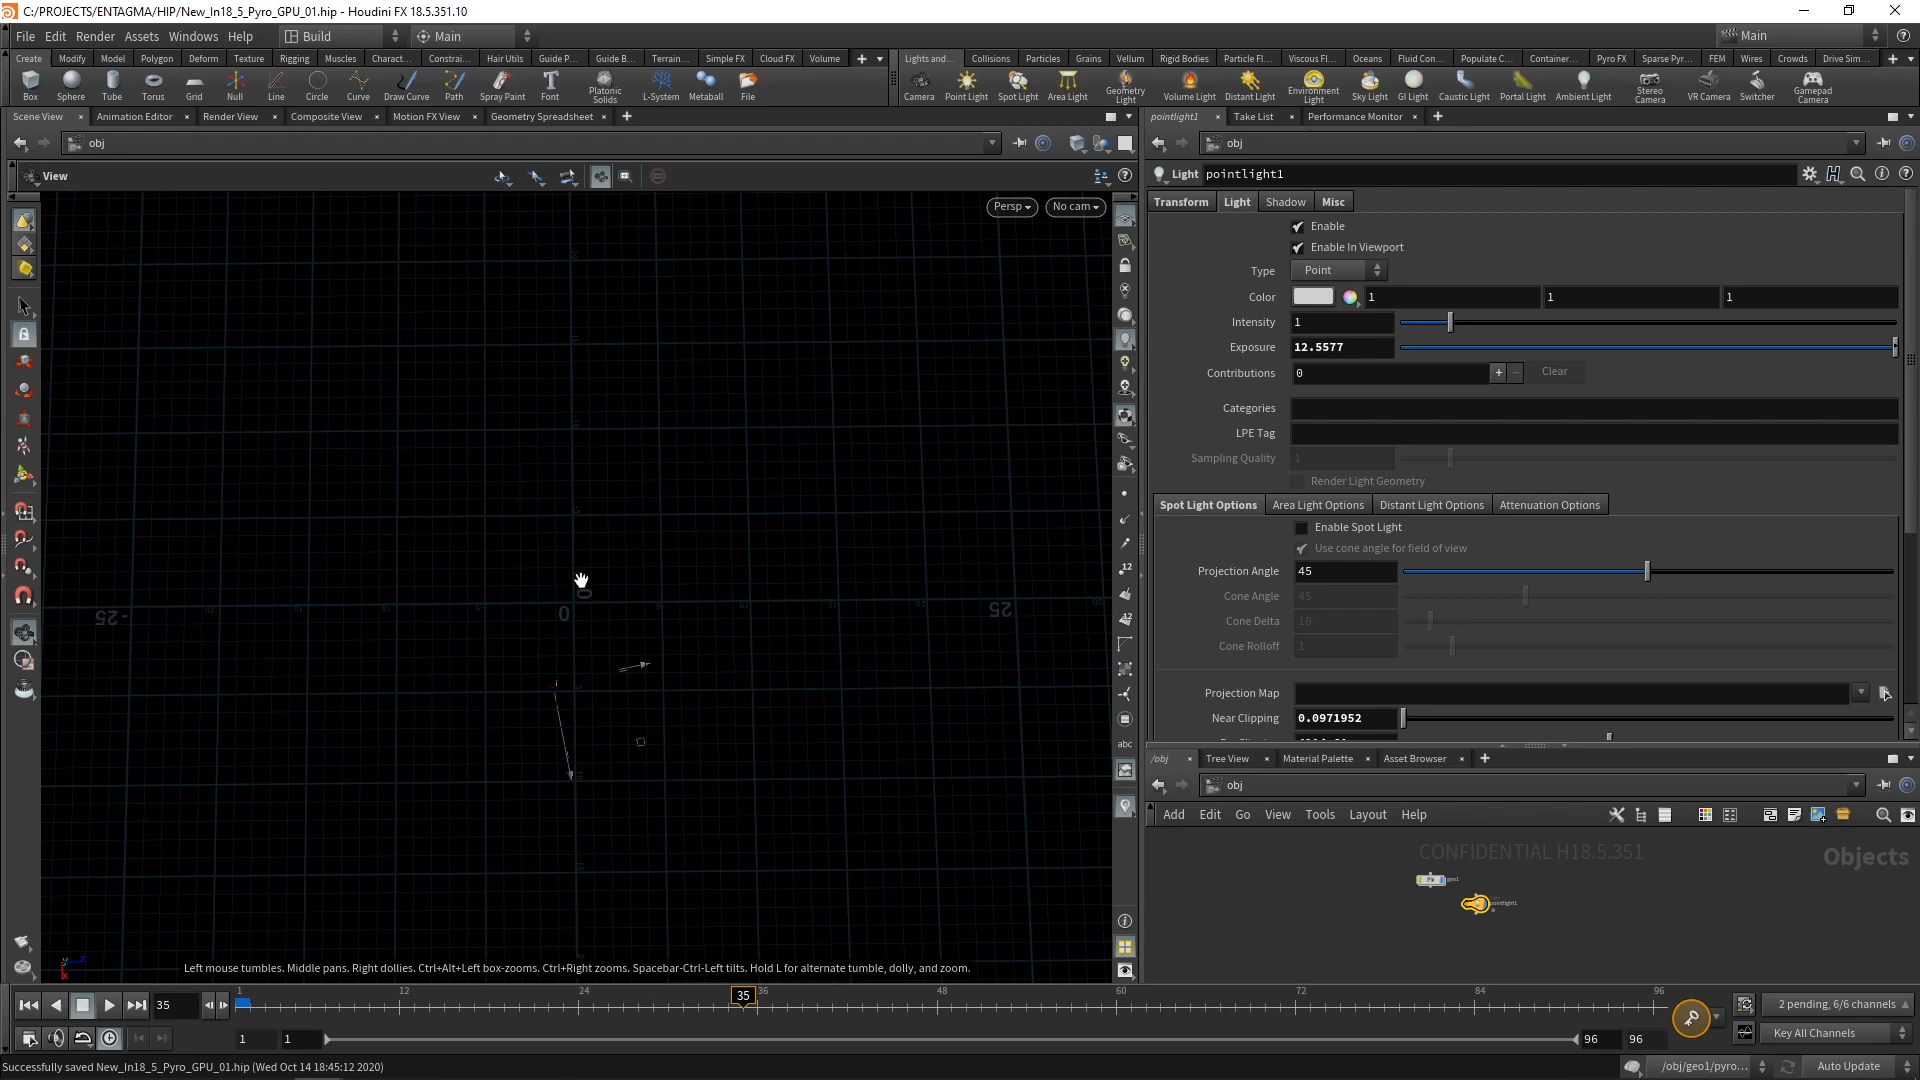 C:/PROJECTS/ENTAGMA/HIP/New_In18_5_Pyro_GPU_01.hip - Houdini FX 18.5.351.10
File Edit Render Assets Windows Help Build Main Main
Create Modify Model Polygon Deform Texture Rigging Muscles Charact... Constrai... Hair Utils Guide P... Guide B... Terrain... Simple FX Cloud FX Volume
Lights and... Collisions Particles Grains Vellum Rigid Bodies Particle Fl... Viscous Fl... Oceans Fluid Con... Populate C... Container... Pyro FX Sparse Pyr... FEM Wires Crowds Drive Sim...
Box Sphere Tube Torus Grid Null Line Circle Curve Draw Curve Path Spray Paint Font Platonic Solids L-System Metaball File
Camera Point Light Spot Light Area Light Geometry Light Volume Light Distant Light Environment Light Sky Light GI Light Caustic Light Portal Light Ambient Light Stereo Camera VR Camera Switcher Gamepad Camera
Scene View Animation Editor Render View Composite View Motion FX View Geometry Spreadsheet
pointlight1 Take List Performance Monitor
obj
obj
View
Persp No cam
Light pointlight1
Transform Light Shadow Misc
Enable
Enable In Viewport
Type Point
Color 1 1 1
Intensity 1
Exposure 12.5577
Contributions 0 Clear
Categories
LPE Tag
Sampling Quality 1
Render Light Geometry
Spot Light Options Area Light Options Distant Light Options Attenuation Options
Enable Spot Light
Use cone angle for field of view
Projection Angle 45
Cone Angle 45
Cone Delta 10
Cone Rolloff 1
Projection Map
Near Clipping 0.0971952
-25 0 0 25
12
12
abc
/obj Tree View Material Palette Asset Browser
obj
Add Edit Go View Tools Layout Help
CONFIDENTIAL H18.5.351 Objects
geo1
pointlight1
Left mouse tumbles. Middle pans. Right dollies. Ctrl+Alt+Left box-zooms. Ctrl+Right zooms. Spacebar-Ctrl-Left tilts. Hold L for alternate tumble, dolly, and zoom.
35 1 12 24 35 36 48 60 72 84 96 2 pending, 6/6 channels
1 1 96 96 Key All Channels
Successfully saved New_In18_5_Pyro_GPU_01.hip (Wed Oct 14 18:45:12 2020) /obj/geo1/pyro... Auto Update